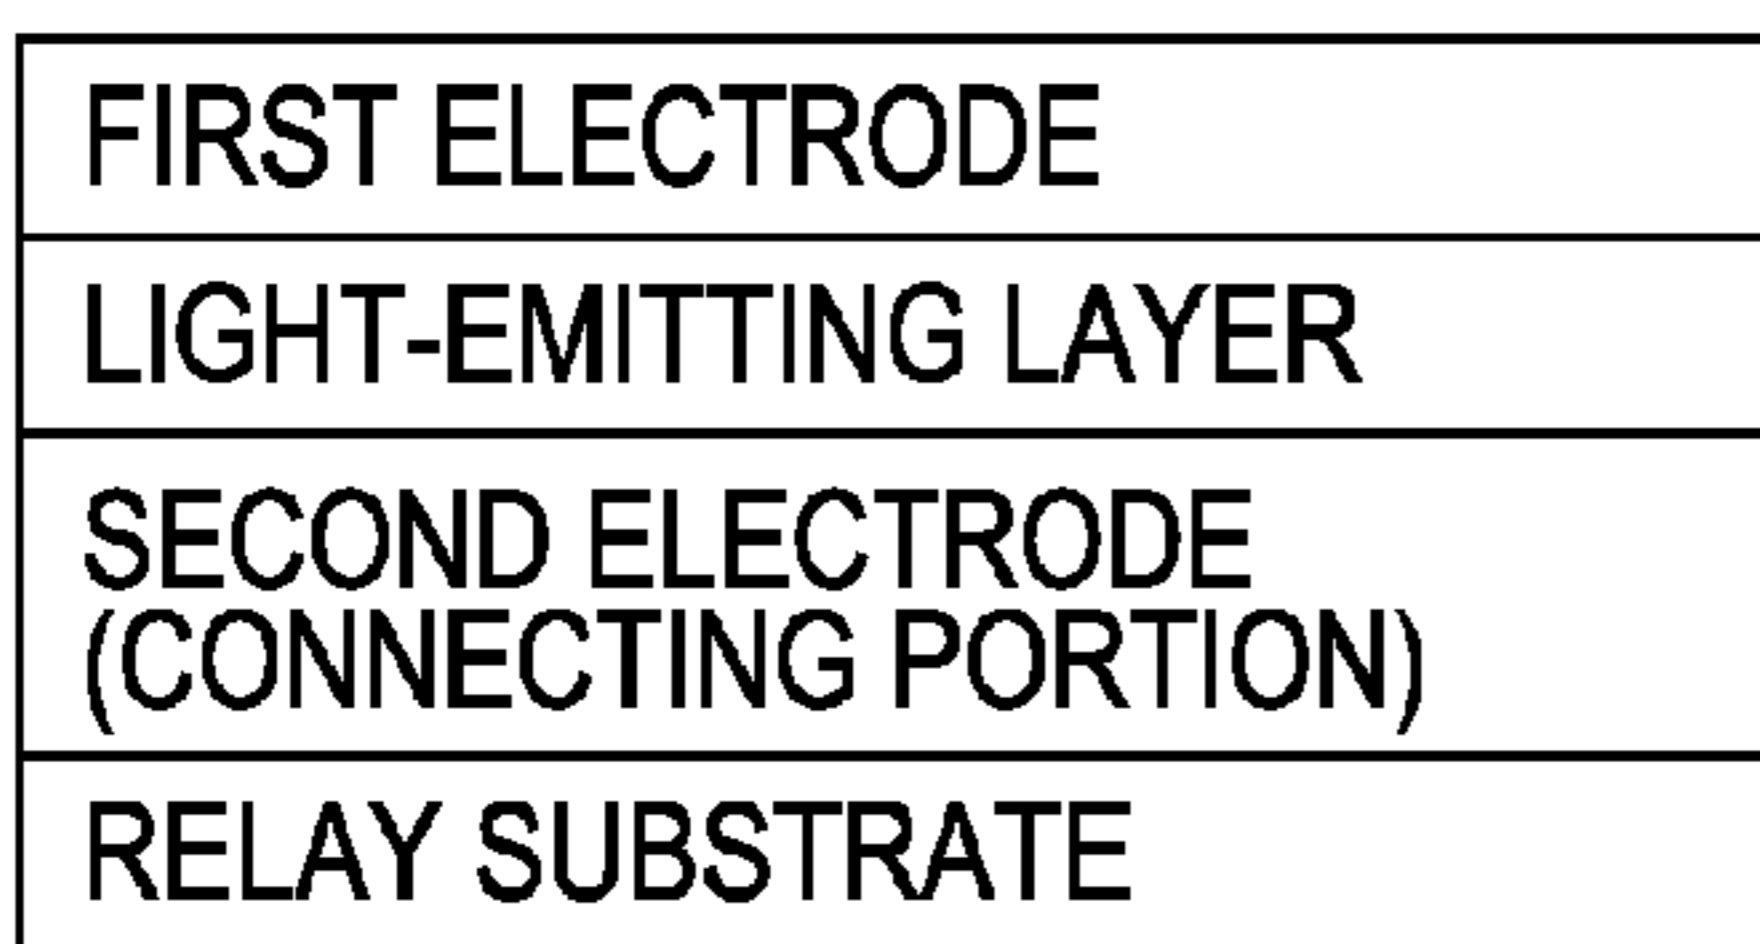 FIRST ELECTRODE
LIGHT-EMITTING LAYER
SECOND ELECTRODE
(CONNECTING PORTION)
RELAY SUBSTRATE